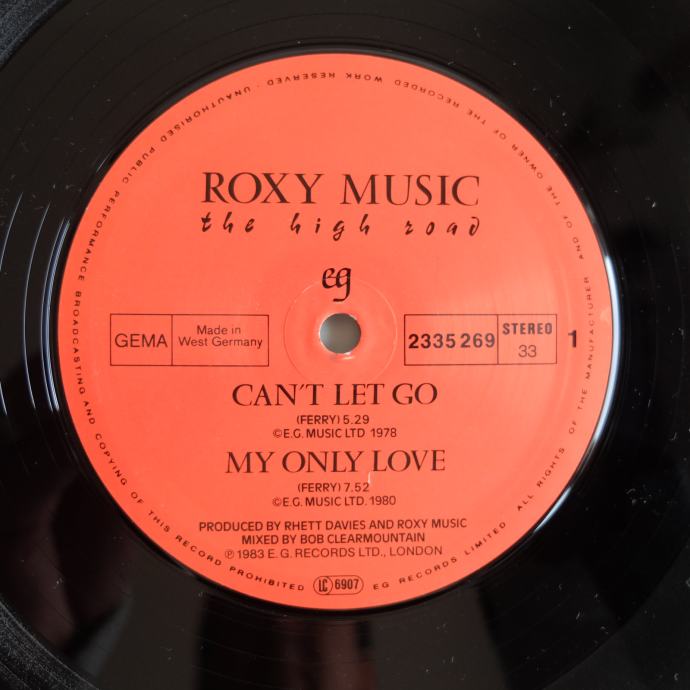 ROXY MUSIC
the high road
eg
GEMA
Made in
West Germany
2335 269
STEREO
33
1
CAN'T LET GO
(FERRY) 5.29
©E.G. MUSIC LTD 1978
MY ONLY LOVE
(FERRY) 7.52
©E.G. MUSIC LTD. 1980
PRODUCED BY RHETT DAVIES AND ROXY MUSIC
MIXED BY BOB CLEARMOUNTAIN
℗ 1983 E.G. RECORDS LTD., LONDON
LC 6907
EG RECORDS LIMITED ALL RIGHTS OF THE MANUFACTURER AND OF THE OWNER OF THE RECORDED WORK RESERVED · UNAUTHORISED PUBLIC PERFORMANCE BROADCASTING AND COPYING OF THIS RECORD PROHIBITED